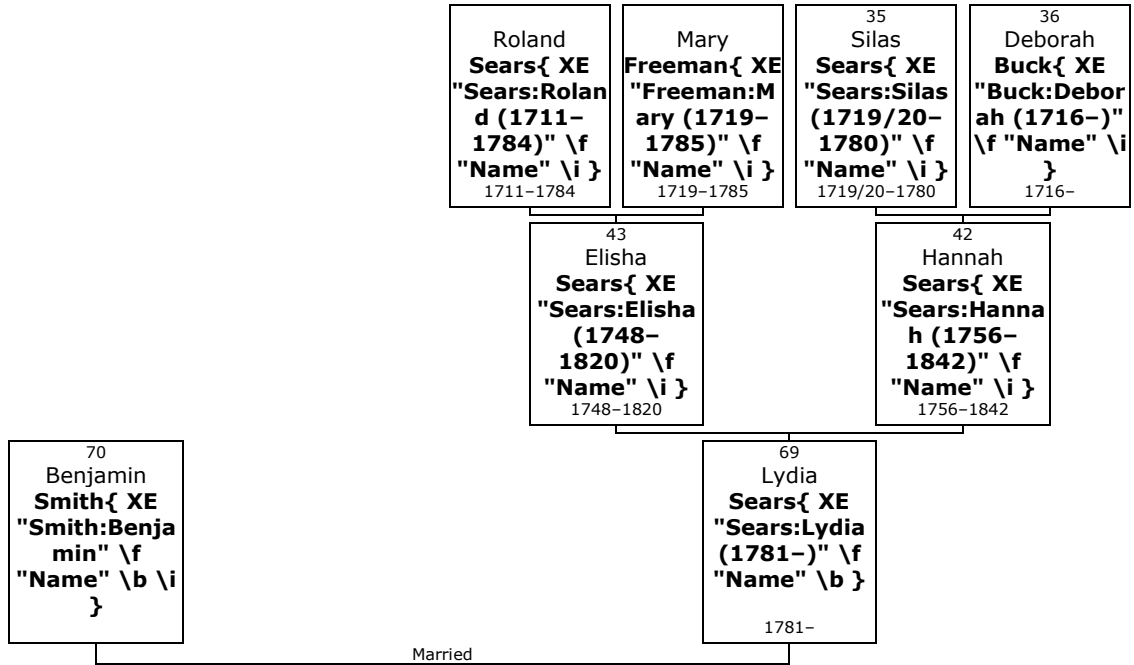 Roland
Sears{ XE
"Sears:Rolan
d (1711–
1784)" \f
"Name" \i }
1711–1784
Mary
Freeman{ XE
"Freeman:M
ary (1719–
1785)" \f
"Name" \i }
1719–1785
35
Silas
Sears{ XE
"Sears:Silas
(1719/20–
1780)" \f
"Name" \i }
1719/20–1780
36
Deborah
Buck{ XE
"Buck:Debor
ah (1716–)"
\f "Name" \i
}
1716–
43
Elisha
Sears{ XE
"Sears:Elisha
(1748–
1820)" \f
"Name" \i }
1748–1820
42
Hannah
Sears{ XE
"Sears:Hanna
h (1756–
1842)" \f
"Name" \i }
1756–1842
70
Benjamin
Smith{ XE
"Smith:Benja
min" \f
"Name" \b \i
}
69
Lydia
Sears{ XE
"Sears:Lydia
(1781–)" \f
"Name" \b }
1781–
Married